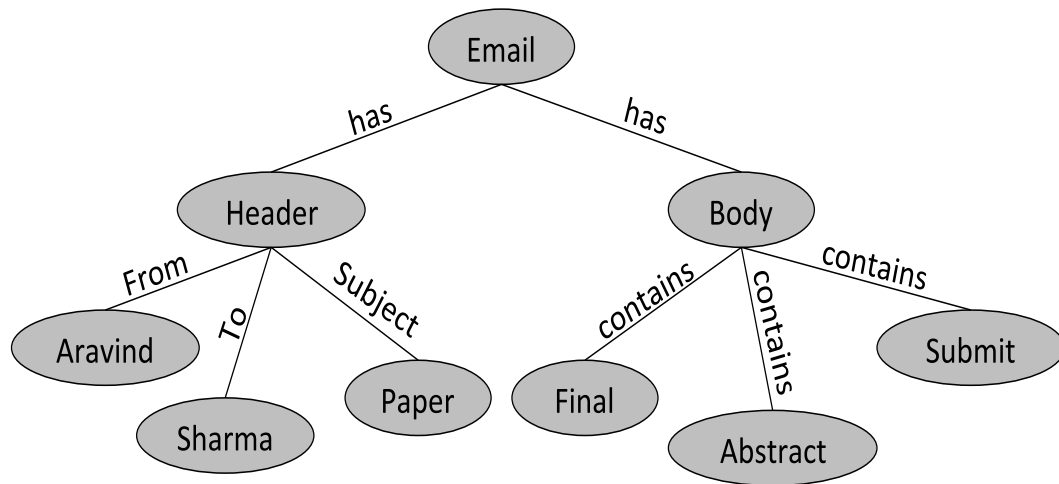 Email
has
has
Header
Body
From
To
Subject
contains
contains
contains
Aravind
Sharma
Paper
Final
Abstract
Submit